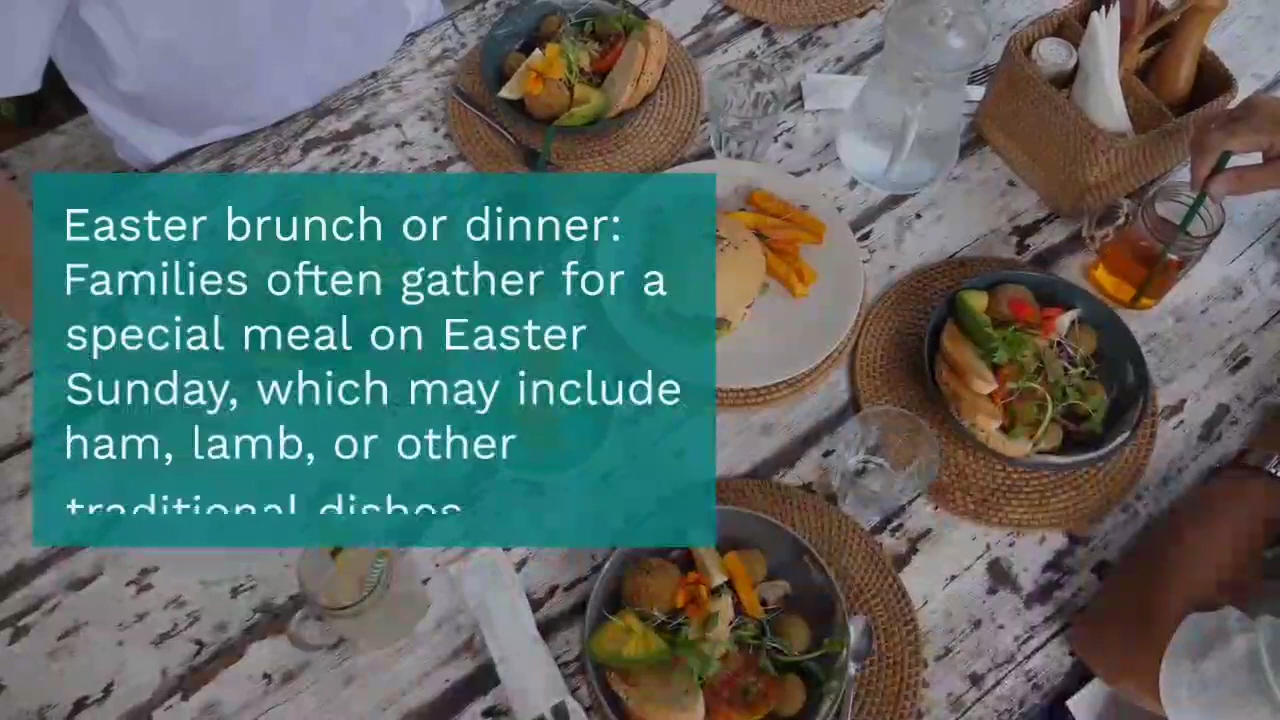 Easter brunch or dinner:
Families often gather for a
special meal on Easter
Sunday, which may include
ham, lamb, or other
traditional dishes